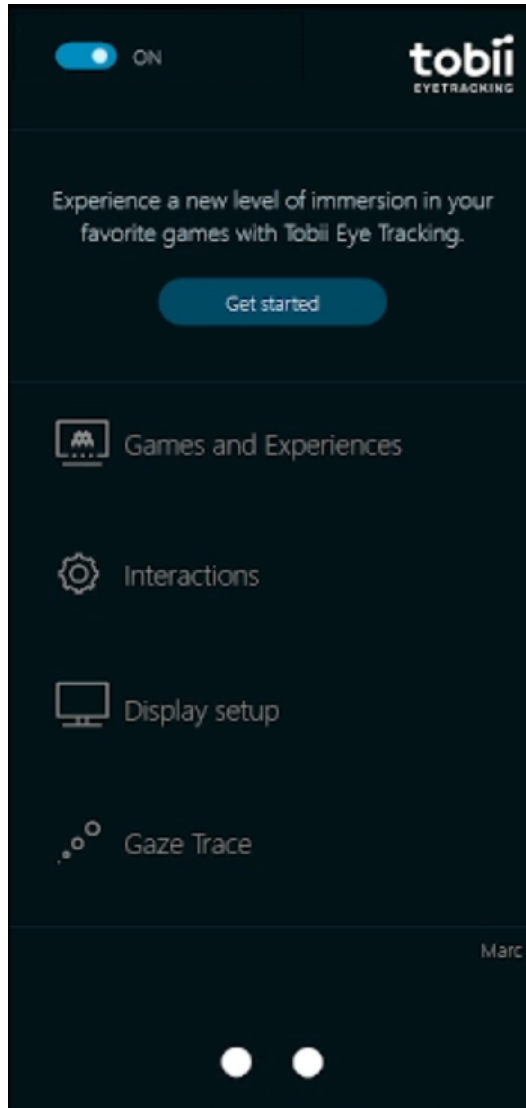 ON
tobii
EYETRACKING
Experience a new level of immersion in your
favorite games with Tobii Eye Tracking.
Get started
Games and Experiences
Interactions
Display setup
Gaze Trace
Marc